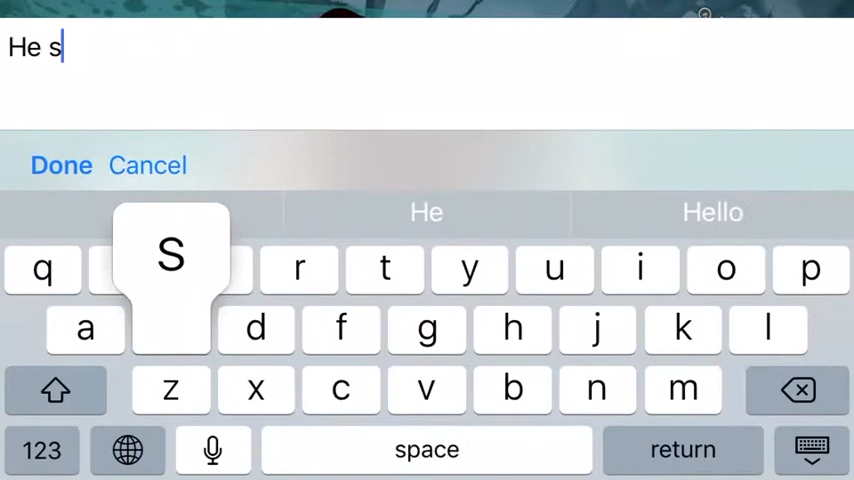 He s
Done Cancel
He Hello
s
q r t y u i o p
a d f g h j k l
z x c v b n m
123 space return